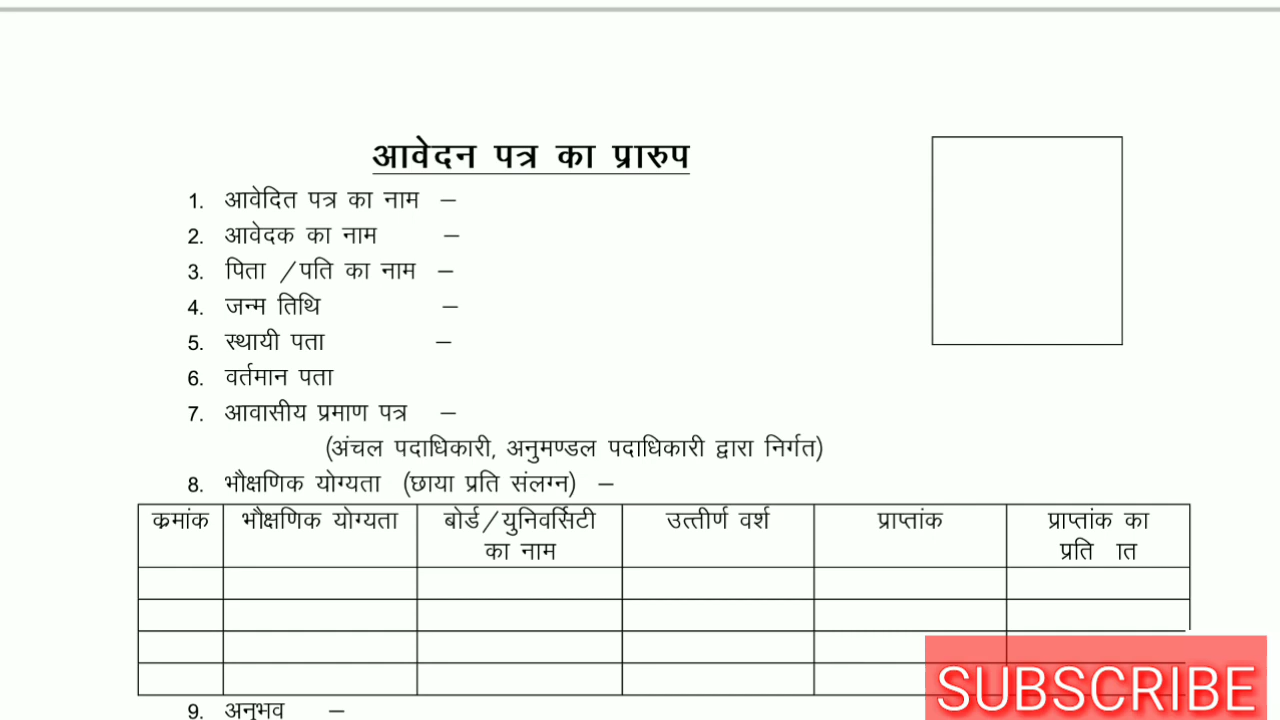 आवेदन पत्र का प्रारुप
1. आवेदित पत्र का नाम –
2. आवेदक का नाम –
3. पिता /पति का नाम –
4. जन्म तिथि –
5. स्थायी पता –
6. वर्तमान पता
7. आवासीय प्रमाण पत्र –
(अंचल पदाधिकारी, अनुमण्डल पदाधिकारी द्वारा निर्गत)
8. भौक्षणिक योग्यता (छाया प्रति संलग्न) –
क्रमांक भौक्षणिक योग्यता बोर्ड/युनिवर्सिटी उत्तीर्ण वर्श प्राप्तांक प्राप्तांक का
का नाम प्रति ात
SUBSCRIBE
9. अनुभव –